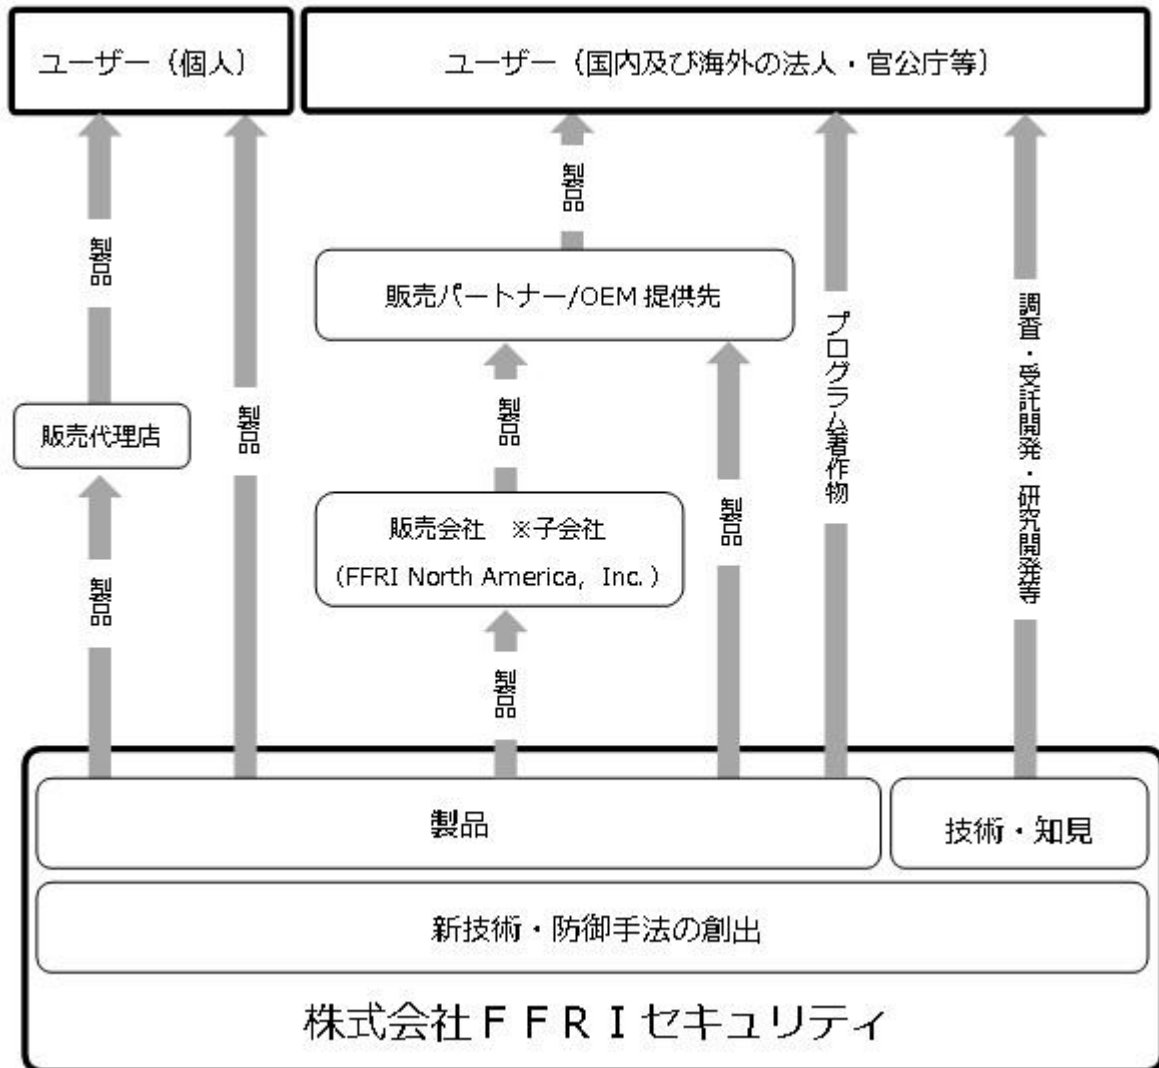 ユーザー（個人）
ユーザー（国内及び海外の法人・官公庁等）
製品
製品
販売パートナー/OEM 提供先
プログラム著作物
調査・受託開発・研究開発等
販売代理店
製品
製品
販売会社　※子会社
（FFRI North America, Inc. ）
製品
製品
製品
製品
技術・知見
新技術・防御手法の創出
株式会社ＦＦＲＩセキュリティ